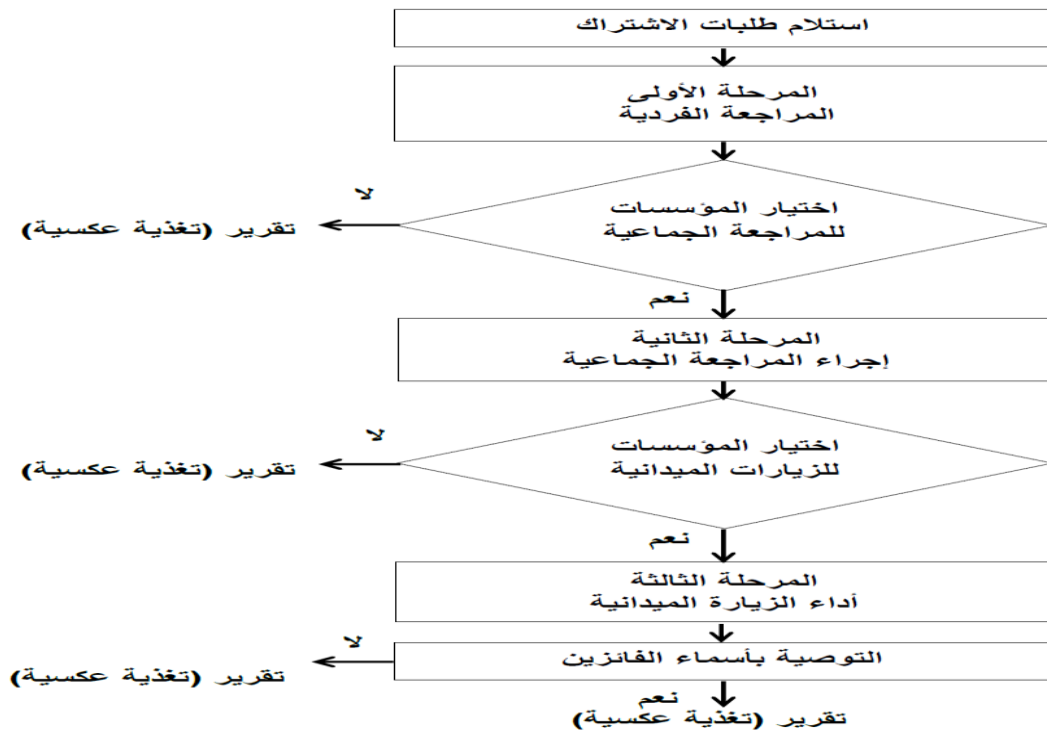 استلام طلبات الاشتراك
المرحلة الأولى
المراجعة الفردية
اختيار المؤسسات
للمراجعة الجماعية
لا
تقرير (تغذية عكسية)
نعم
المرحلة الثانية
إجراء المراجعة الجماعية
اختيار المؤسسات
للزيارات الميدانية
لا
تقرير (تغذية عكسية)
نعم
المرحلة الثالثة
أداء الزيارة الميدانية
التوصية بأسماء الفائزين
لا
تقرير (تغذية عكسية)
نعم
تقرير (تغذية عكسية)